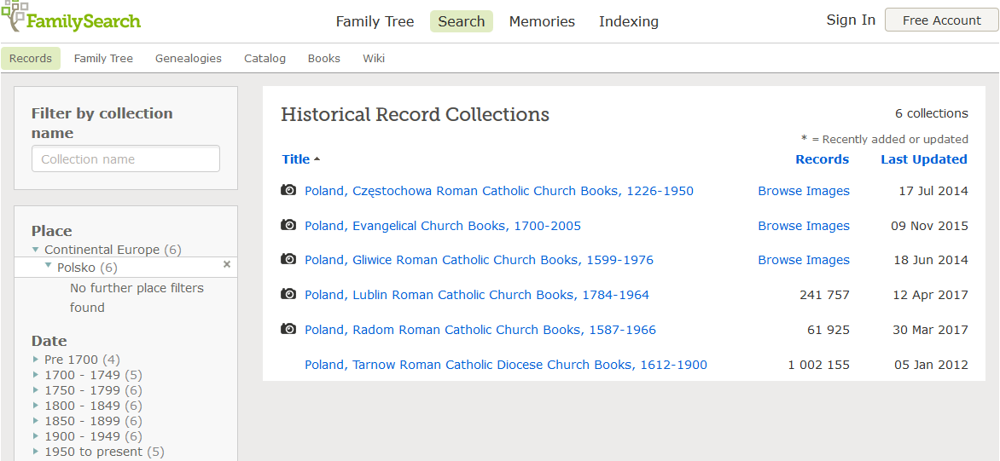 FamilySearch
Family Tree Search Memories Indexing
Sign In Free Account
Records Family Tree Genealogies Catalog Books Wiki
Filter by collection
name
Collection name
Place
Continental Europe (6)
Polsko (6) ×
No further place filters
found
Date
Pre 1700 (4)
1700 - 1749 (5)
1750 - 1799 (6)
1800 - 1849 (6)
1850 - 1899 (6)
1900 - 1949 (6)
1950 to present (5)
Historical Record Collections
6 collections
* = Recently added or updated
Title Records Last Updated
Poland, Częstochowa Roman Catholic Church Books, 1226-1950 Browse Images 17 Jul 2014
Poland, Evangelical Church Books, 1700-2005 Browse Images 09 Nov 2015
Poland, Gliwice Roman Catholic Church Books, 1599-1976 Browse Images 18 Jun 2014
Poland, Lublin Roman Catholic Church Books, 1784-1964 241 757 12 Apr 2017
Poland, Radom Roman Catholic Church Books, 1587-1966 61 925 30 Mar 2017
Poland, Tarnow Roman Catholic Diocese Church Books, 1612-1900 1 002 155 05 Jan 2012